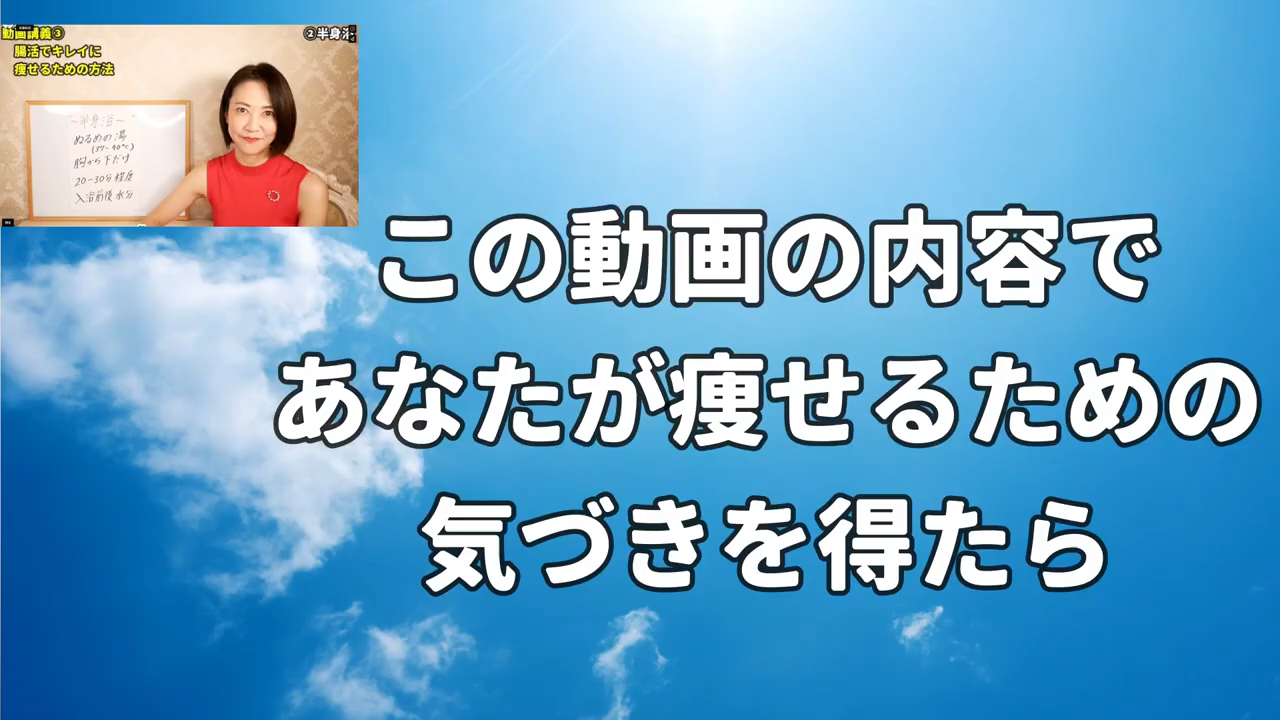 動画講義③
腸活でキレイに
痩せるための方法
②半身浴
~半身浴~
ぬるめの湯
(37-40℃)
胸から下だけ
20-30分程度
入浴前後 水分
この動画の内容で
あなたが痩せるための
気づきを得たら